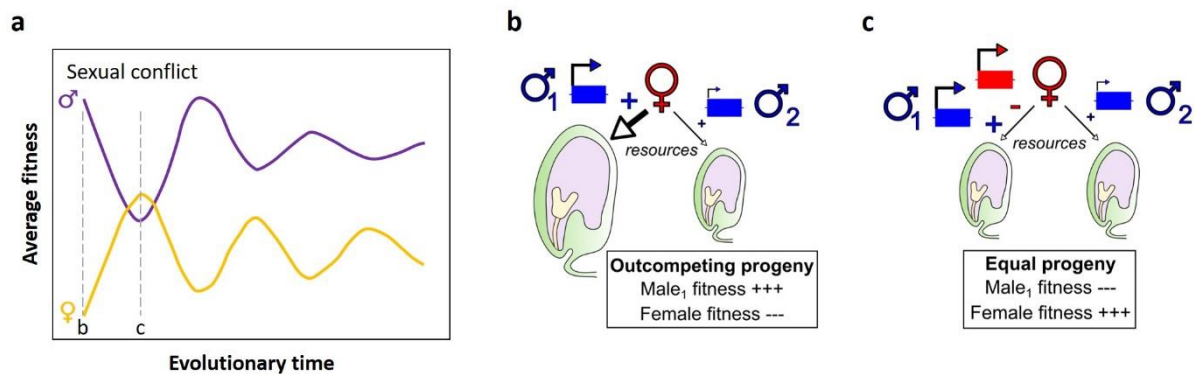 a
Sexual conflict
♂
♀
b
c
Average fitness
Evolutionary time
b
♂1
+
♀
+
♂2
resources
Outcompeting progeny
Male₁ fitness +++
Female fitness ---
c
♂1
+
-
♀
+
♂2
resources
Equal progeny
Male₁ fitness ---
Female fitness +++